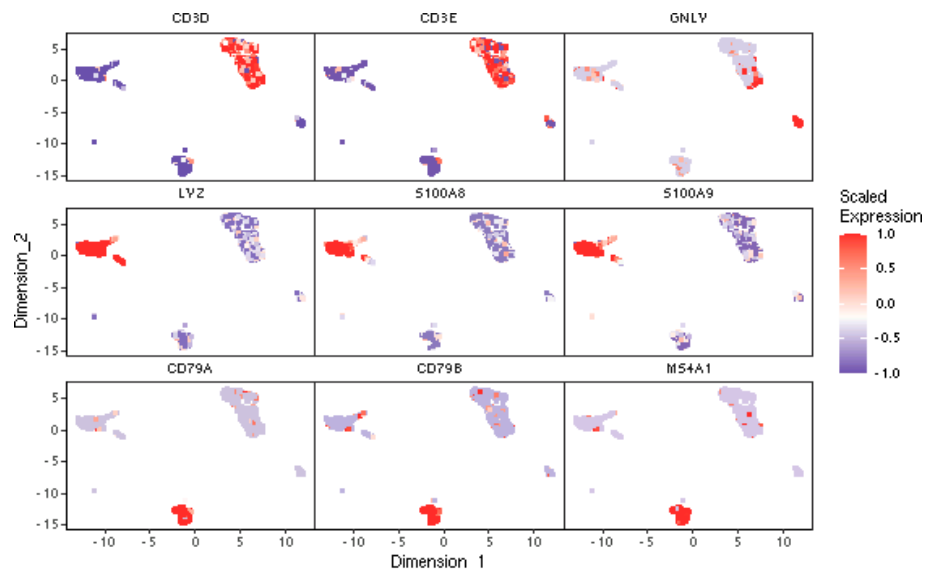 CD3D CD3E GNLY
5
0
-5
-10
-15
LYZ S100A8 S100A9
5
0
-5
-10
-15
CD79A CD79B MS4A1
5
0
-5
-10
-15
-10 -5 0 5 10 -10 -5 0 5 10 -10 -5 0 5 10
Dimension_1
Dimension_2
Scaled
Expression
1.0
0.5
0.0
-0.5
-1.0